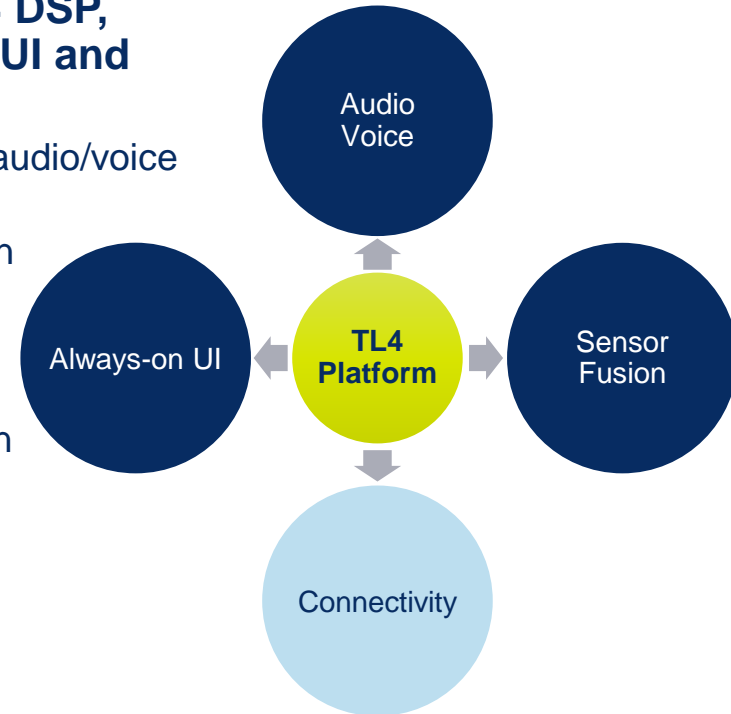 DSP,
UI and
audio/voice
Audio
Voice
Always-on UI
TL4
Platform
Sensor
Fusion
Connectivity